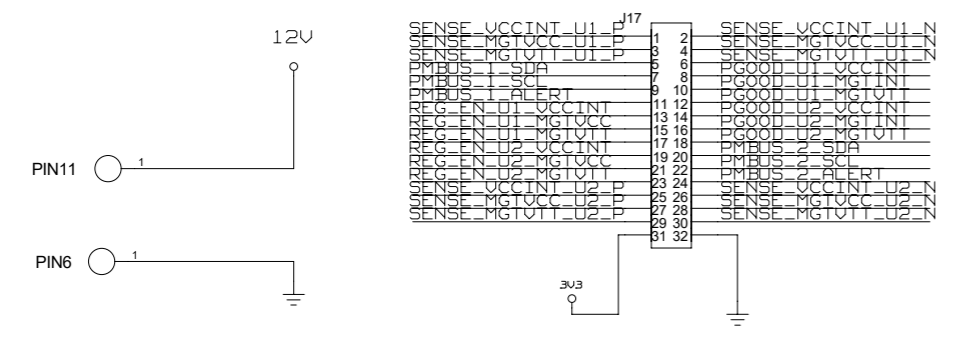 J17
12V
PIN11
1
PIN6
1
SENSE_VCCINT_U1_P 1 2 SENSE_VCCINT_U1_N
SENSE_MGTVCC_U1_P 3 4 SENSE_MGTVCC_U1_N
SENSE_MGTVTT_U1_P 5 6 SENSE_MGTVTT_U1_N
PMBUS_1_SDA 7 8 PGOOD_U1_VCCINT
PMBUS_1_SCL 9 10 PGOOD_U1_MGTINT
PMBUS_1_ALERT 11 12 PGOOD_U1_MGTVTT
REG_EN_U1_VCCINT 13 14 PGOOD_U2_VCCINT
REG_EN_U1_MGTVCC 15 16 PGOOD_U2_MGTINT
REG_EN_U1_MGTVTT 17 18 PGOOD_U2_MGTVTT
REG_EN_U2_VCCINT 19 20 PMBUS_2_SDA
REG_EN_U2_MGTVCC 21 22 PMBUS_2_SCL
REG_EN_U2_MGTVTT 23 24 PMBUS_2_ALERT
SENSE_VCCINT_U2_P 25 26 SENSE_VCCINT_U2_N
SENSE_MGTVCC_U2_P 27 28 SENSE_MGTVCC_U2_N
SENSE_MGTVTT_U2_P 29 30 SENSE_MGTVTT_U2_N
31 32
3V3